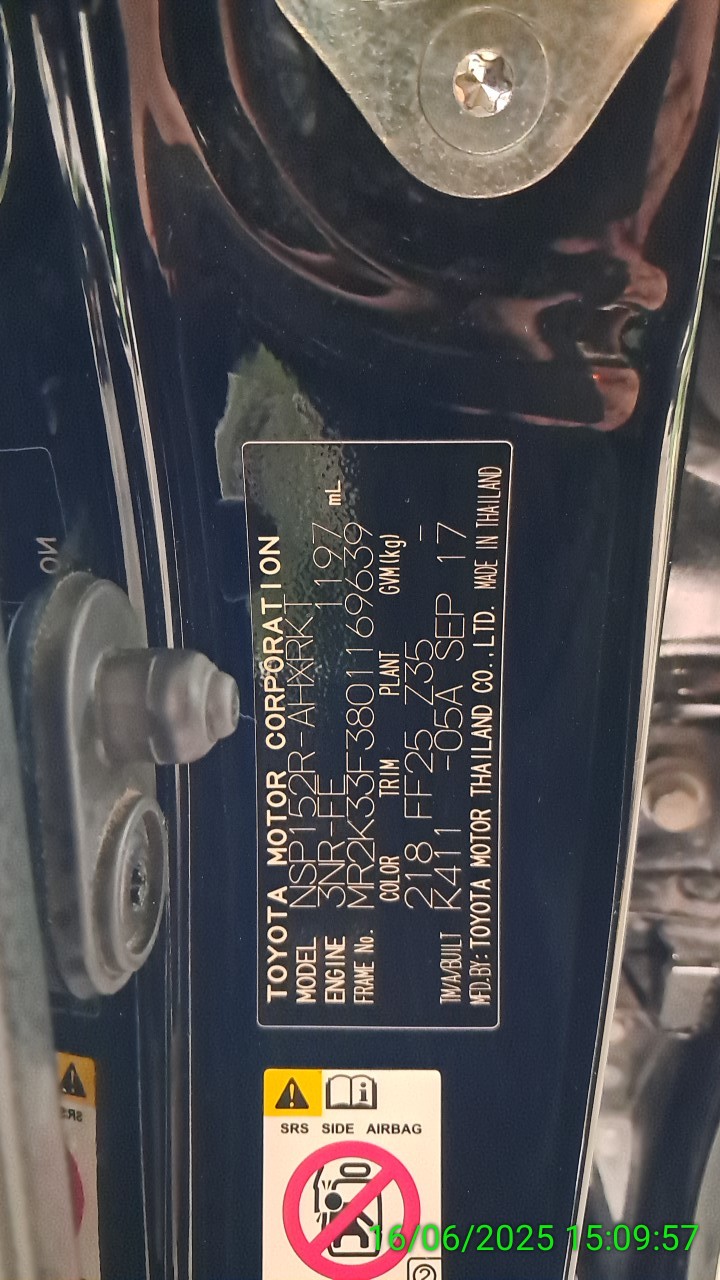 TOYOTA MOTOR CORPORATION
MODEL NSP152R-AHXRKT
ENGINE 3NR-FE 1197 mL
FRAME No. MR2K33F3801169639
COLOR TRIM PLANT GVM(kg)
218 FF25 Z35 -
TM/A/BUILT K411 -05A SEP 17
MFD.BY: TOYOTA MOTOR THAILAND CO.,LTD. MADE IN THAILAND
SRS SIDE AIRBAG
16/06/2025 15:09:57